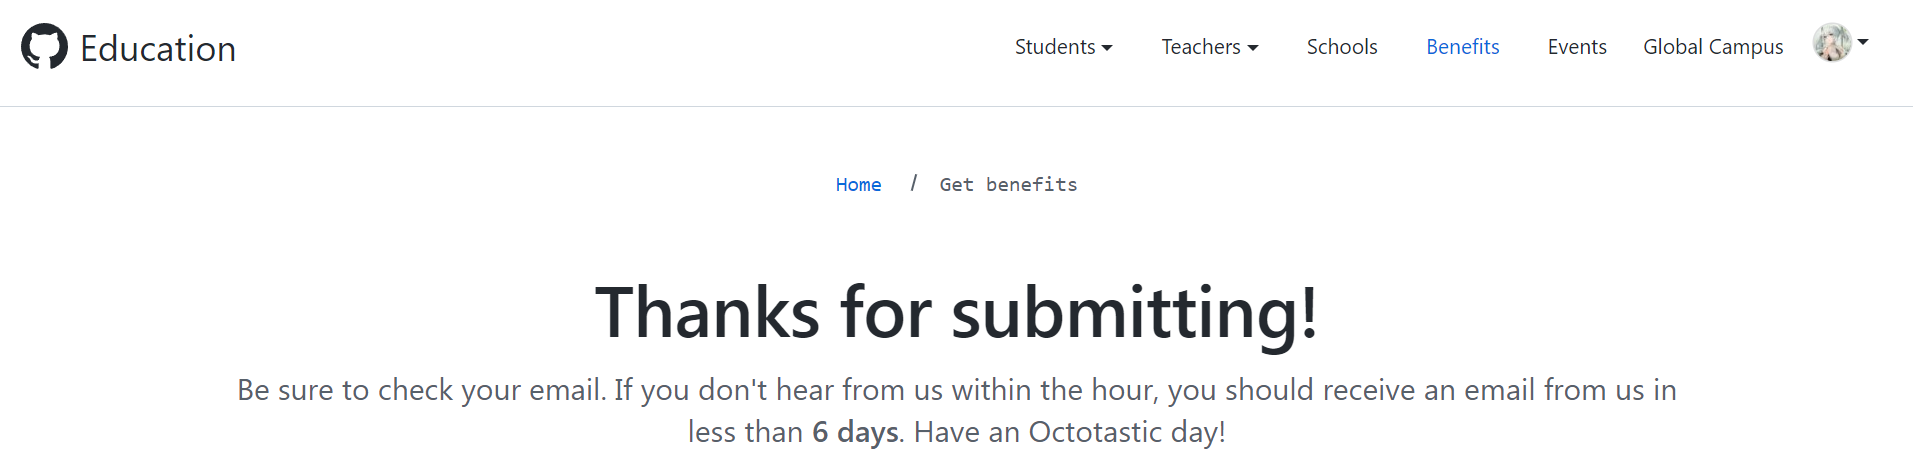 Education
Students Teachers Schools Benefits Events Global Campus
Home / Get benefits
Thanks for submitting!
Be sure to check your email. If you don't hear from us within the hour, you should receive an email from us in
less than 6 days. Have an Octotastic day!